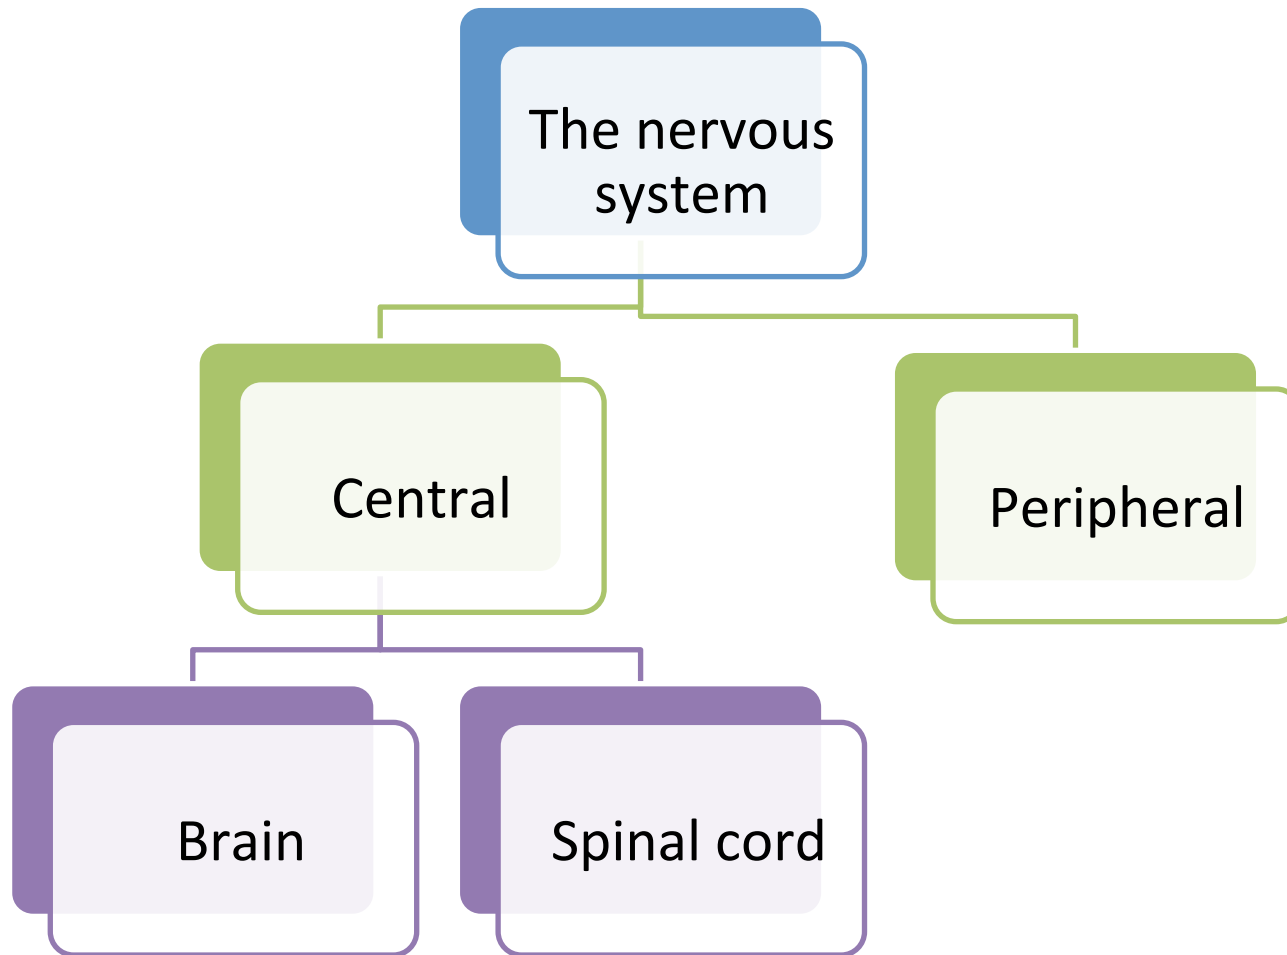 The nervous
system
Central
Peripheral
Brain
Spinal cord